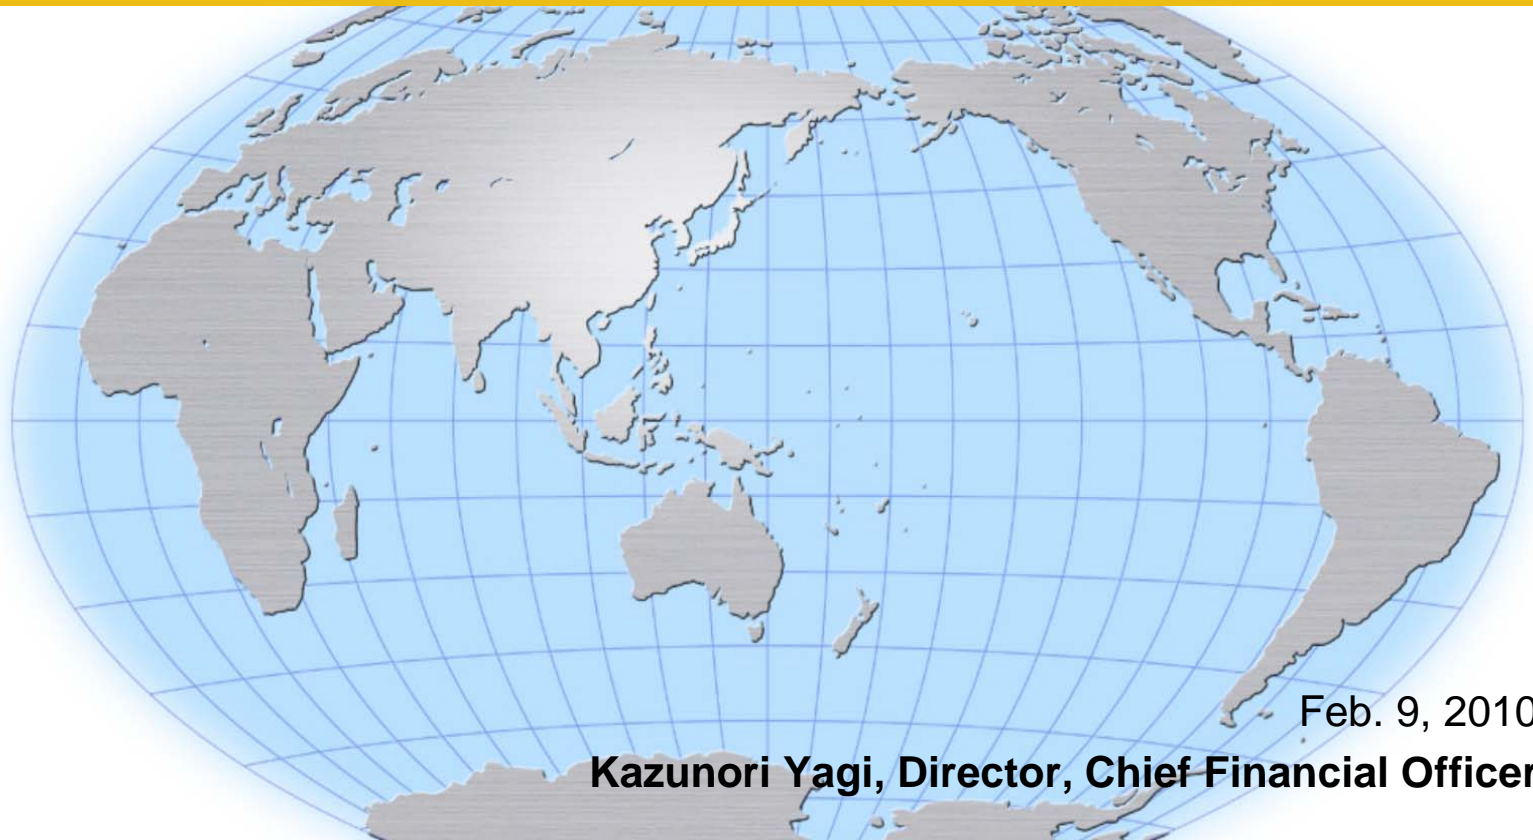 Feb. 9, 2010
Kazunori Yagi, Director, Chief Financial Officer